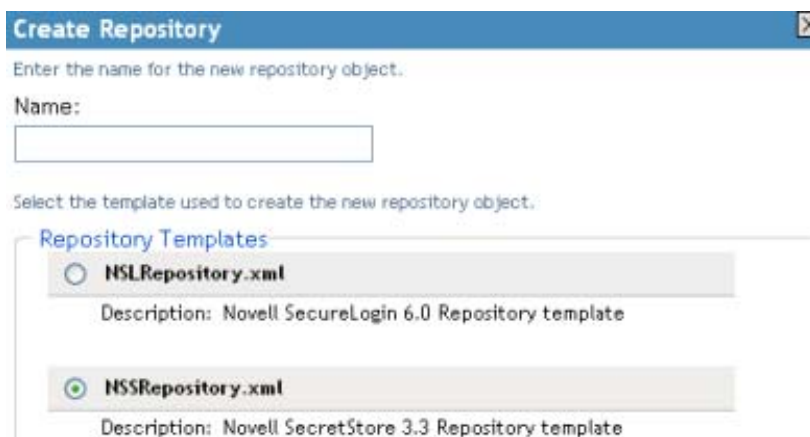 Create Repository
Enter the name for the new repository object.
Name:
Select the template used to create the new repository object.
Repository Templates
NSLRepository.xml
Description: Novell SecureLogin 6.0 Repository template
NSSRepository.xml
Description: Novell SecretStore 3.3 Repository template